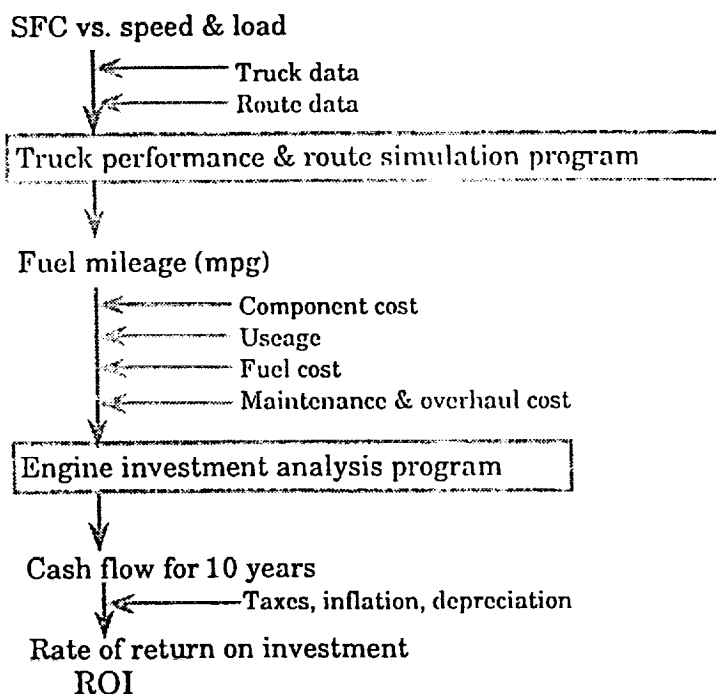 SFC vs. speed & load
Truck data
Route data
Truck performance & route simulation program
Fuel mileage (mpg)
Component cost
Useage
Fuel cost
Maintenance & overhaul cost
Engine investment analysis program
Cash flow for 10 years
Taxes, inflation, depreciation
Rate of return on investment
ROI